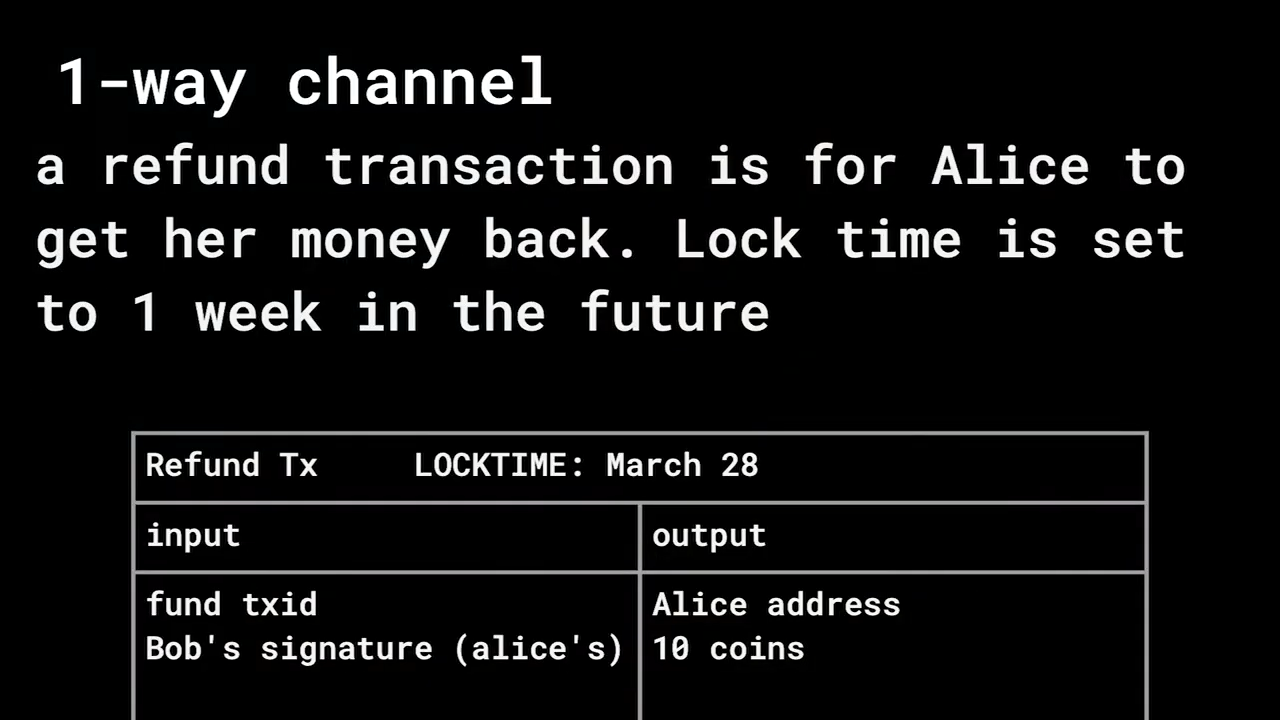 1-way channel
a refund transaction is for Alice to
get her money back. Lock time is set
to 1 week in the future
Refund Tx LOCKTIME: March 28
input output
fund txid Alice address
Bob's signature (alice's) 10 coins